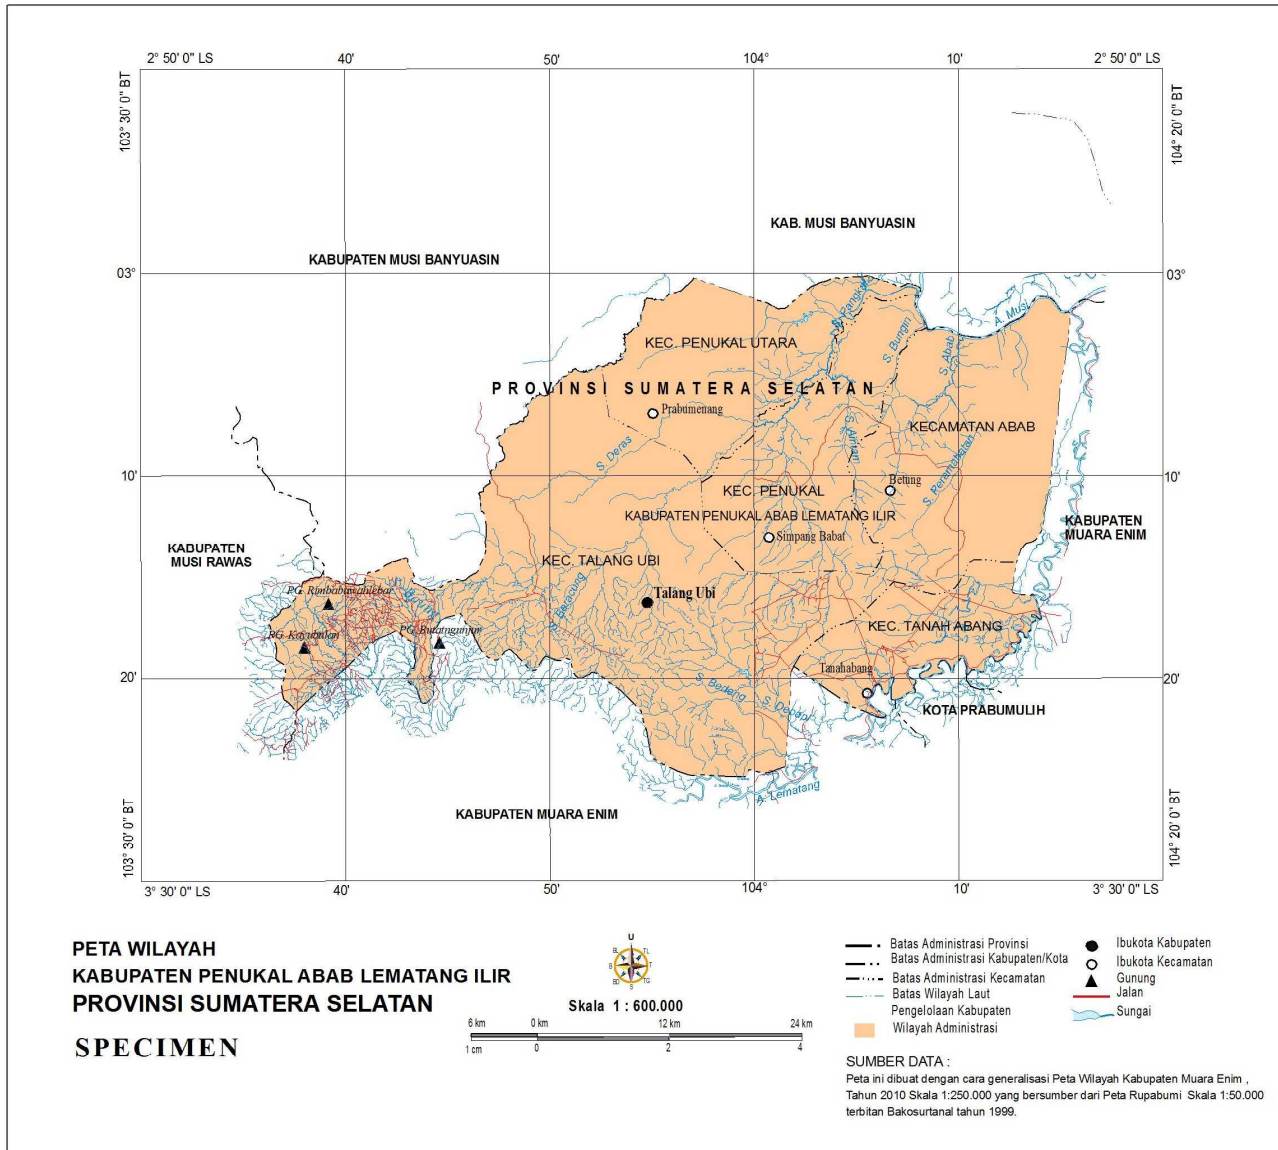 2° 50' 0" LS
40'
50'
104°
10'
2° 50' 0" LS
103° 30' 0" BT
104° 20' 0" BT
KAB. MUSI BANYUASIN
KABUPATEN MUSI BANYUASIN
03°
03°
S. Bungin
A. Musi
S. Abab
KEC. PENUKAL UTARA
PROVINSI SUMATERA SELATAN
Prabumenang
KECAMATAN ABAB
S. Deras
10'
10'
KEC. PENUKAL
Betung
KABUPATEN PENUKAL ABAB LEMATANG ILIR
KABUPATEN
MUARA ENIM
Simpang Babat
KABUPATEN
MUSI RAWAS
KEC. TALANG UBI
Talang Ubi
S. Baracung
KEC. TANAH ABANG
Tanahabang
20'
20'
S. Benang
KOTA PRABUMULIH
A. Lematang
KABUPATEN MUARA ENIM
103° 30' 0" BT
104° 20' 0" BT
3° 30' 0" LS
40'
50'
104°
10'
3° 30' 0" LS
PETA WILAYAH
KABUPATEN PENUKAL ABAB LEMATANG ILIR
PROVINSI SUMATERA SELATAN
SPECIMEN
U
BL
TL
B
T
BD
TG
S
Skala 1 : 600.000
6 km 0 km 12 km 24 km
1 cm 0 2 4
Batas Administrasi Provinsi
Batas Administrasi Kabupaten/Kota
Batas Administrasi Kecamatan
Batas Wilayah Laut
Pengelolaan Kabupaten
Wilayah Administrasi
Ibukota Kabupaten
Ibukota Kecamatan
Gunung
Jalan
Sungai
SUMBER DATA :
Peta ini dibuat dengan cara generalisasi Peta Wilayah Kabupaten Muara Enim ,
Tahun 2010 Skala 1:250.000 yang bersumber dari Peta Rupabumi Skala 1:50.000
terbitan Bakosurtanal tahun 1999.